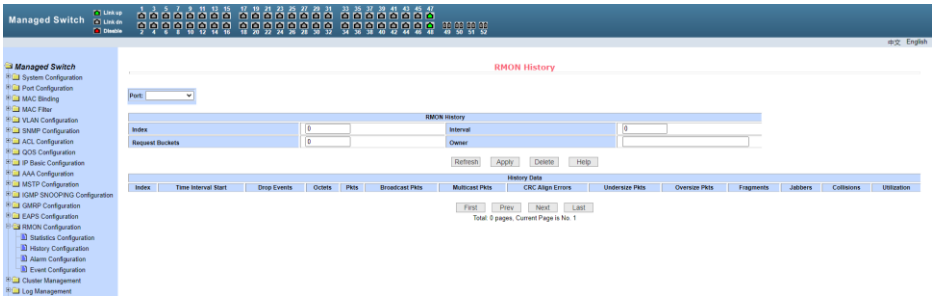 Managed Switch
Link up
Link dn
Disable
1 3 5 7 9 11 13 15 17 19 21 23 25 27 29 31 33 35 37 39 41 43 45 47
2 4 6 8 10 12 14 16 18 20 22 24 26 28 30 32 34 36 38 40 42 44 46 48 49 50 51 52
中文 English
Managed Switch
System Configuration
Port Configuration
MAC Binding
MAC Filter
VLAN Configuration
SNMP Configuration
ACL Configuration
QOS Configuration
IP Basic Configuration
AAA Configuration
MSTP Configuration
IGMP SNOOPING Configuration
GMRP Configuration
EAPS Configuration
RMON Configuration
Statistics Configuration
History Configuration
Alarm Configuration
Event Configuration
Cluster Management
Log Management
RMON History
Port:
RMON History
Index 0 Interval 0
Request Buckets 0 Owner
Refresh Apply Delete Help
History Data
Index Time Interval Start Drop Events Octets Pkts Broadcast Pkts Multicast Pkts CRC Align Errors Undersize Pkts Oversize Pkts Fragments Jabbers Collisions Utilization
First Prev Next Last
Total: 0 pages, Current Page is No. 1